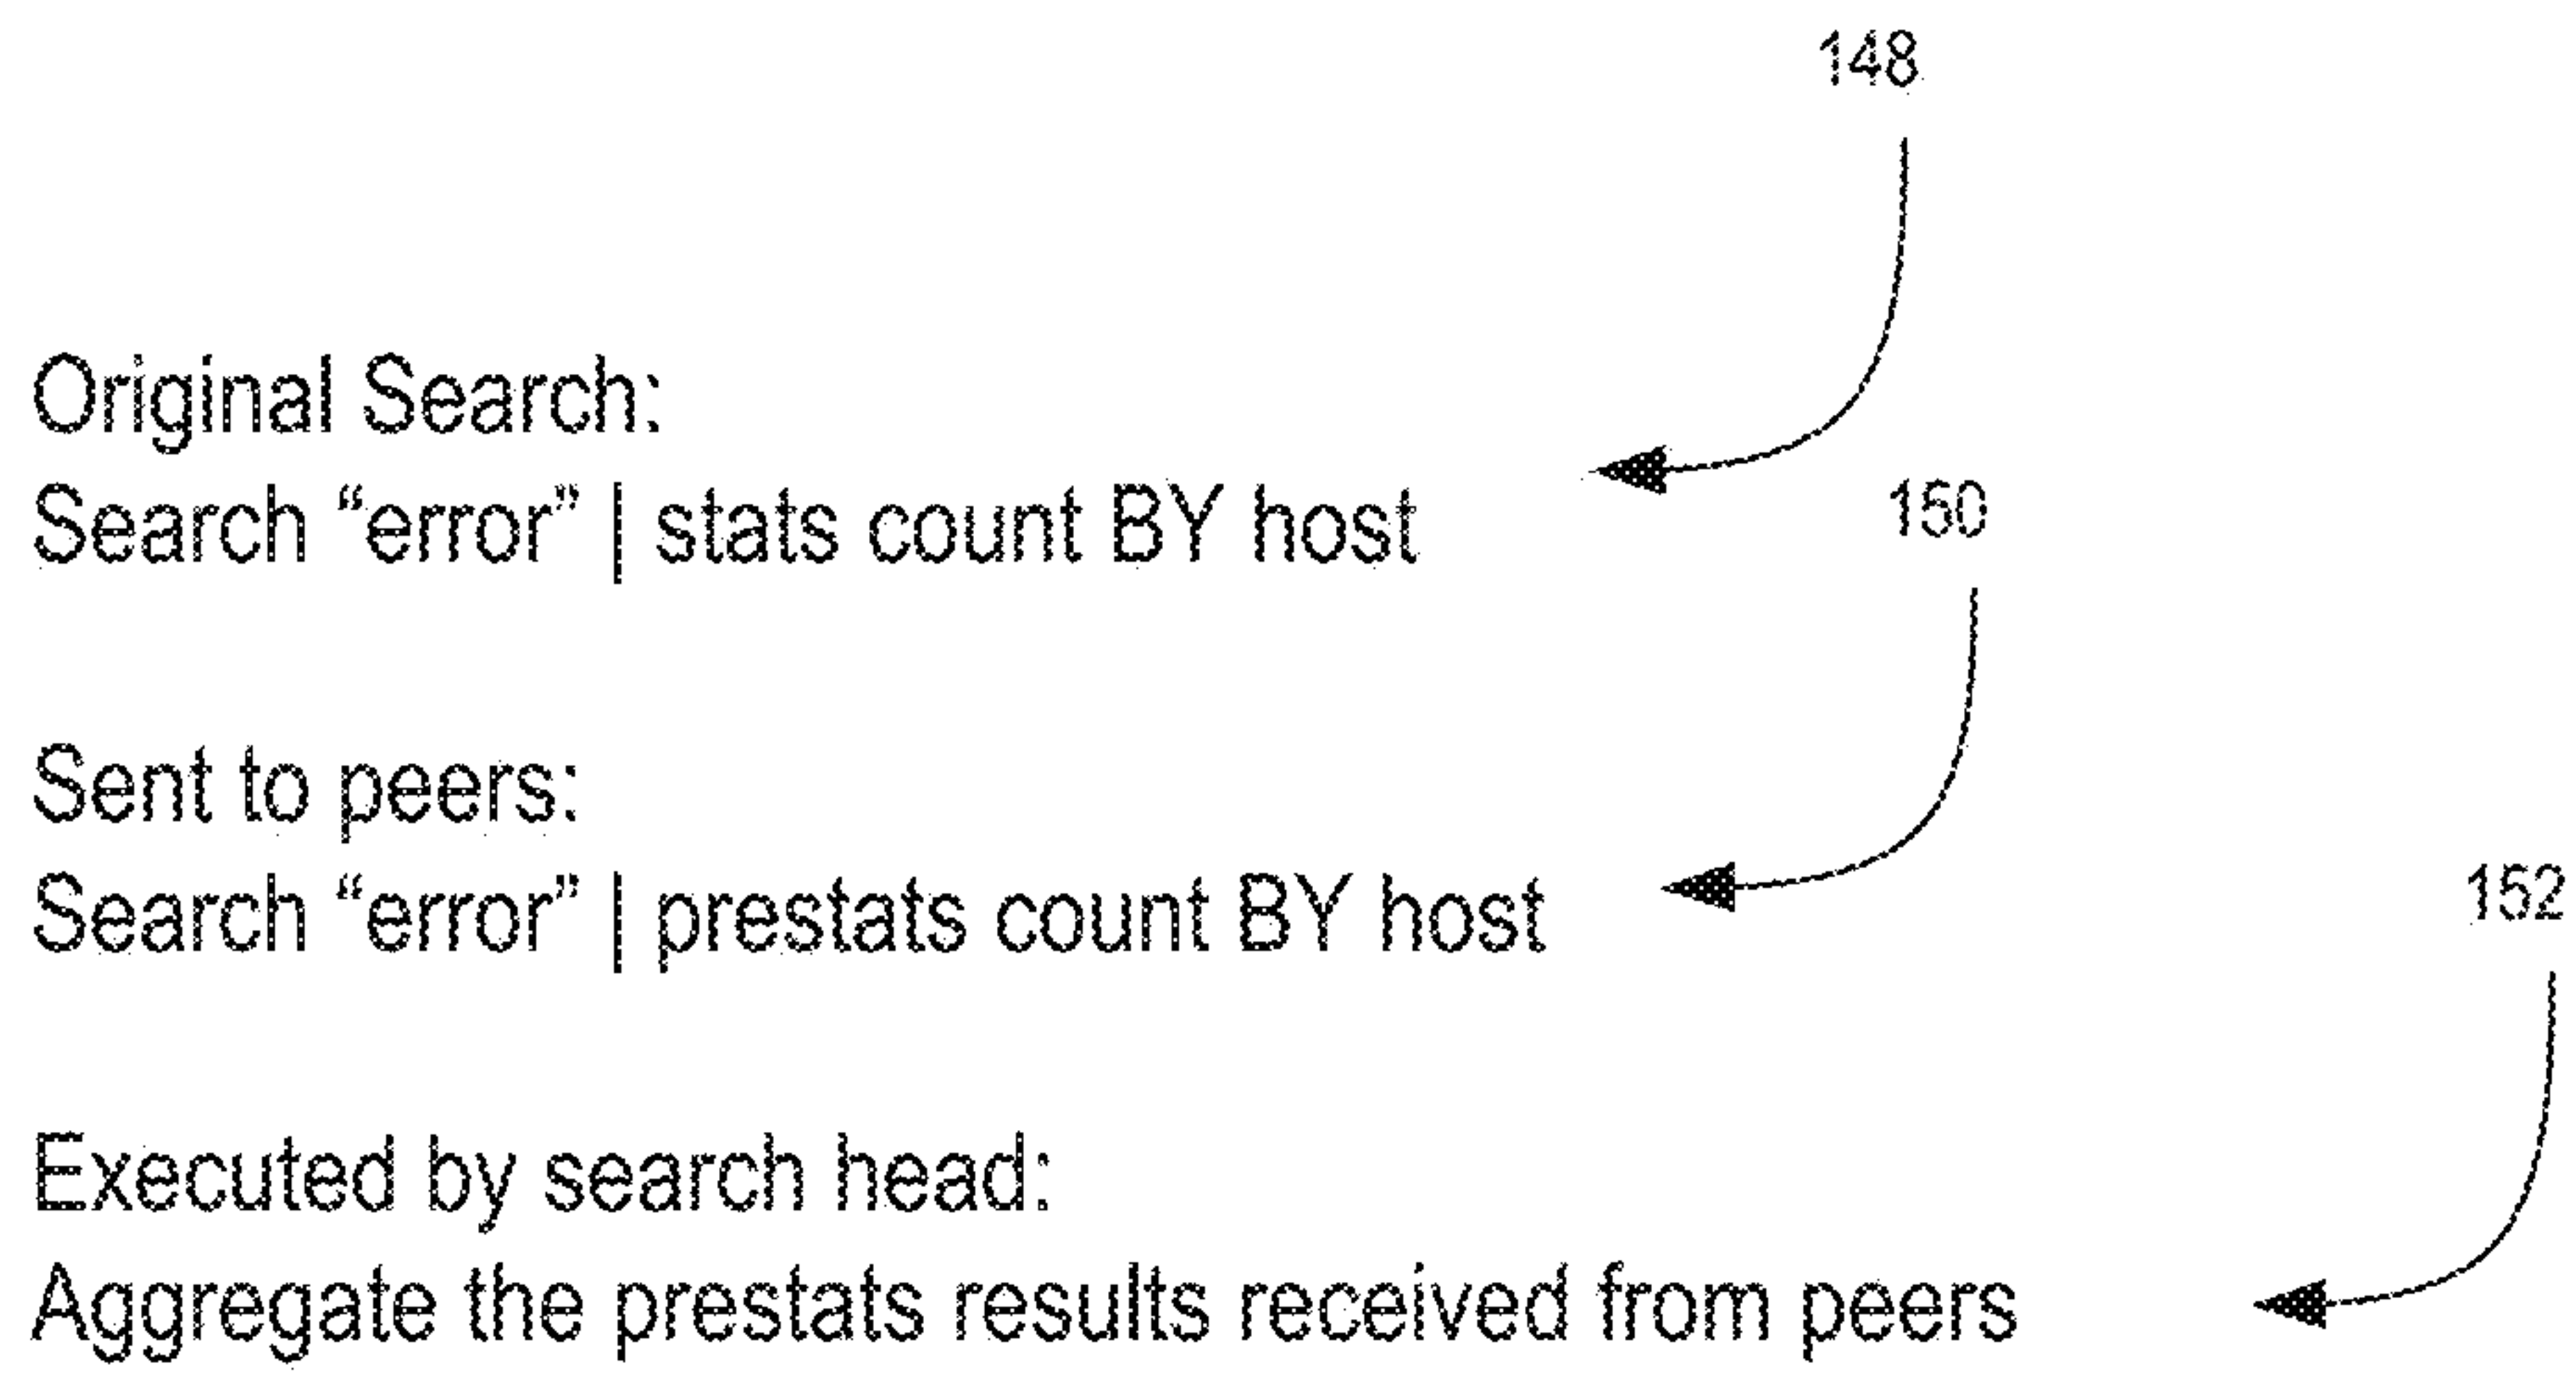 148
Original Search:
Search “error” | stats count BY host
150
Sent to peers:
Search “error” | prestats count BY host
152
Executed by search head:
Aggregate the prestats results received from peers